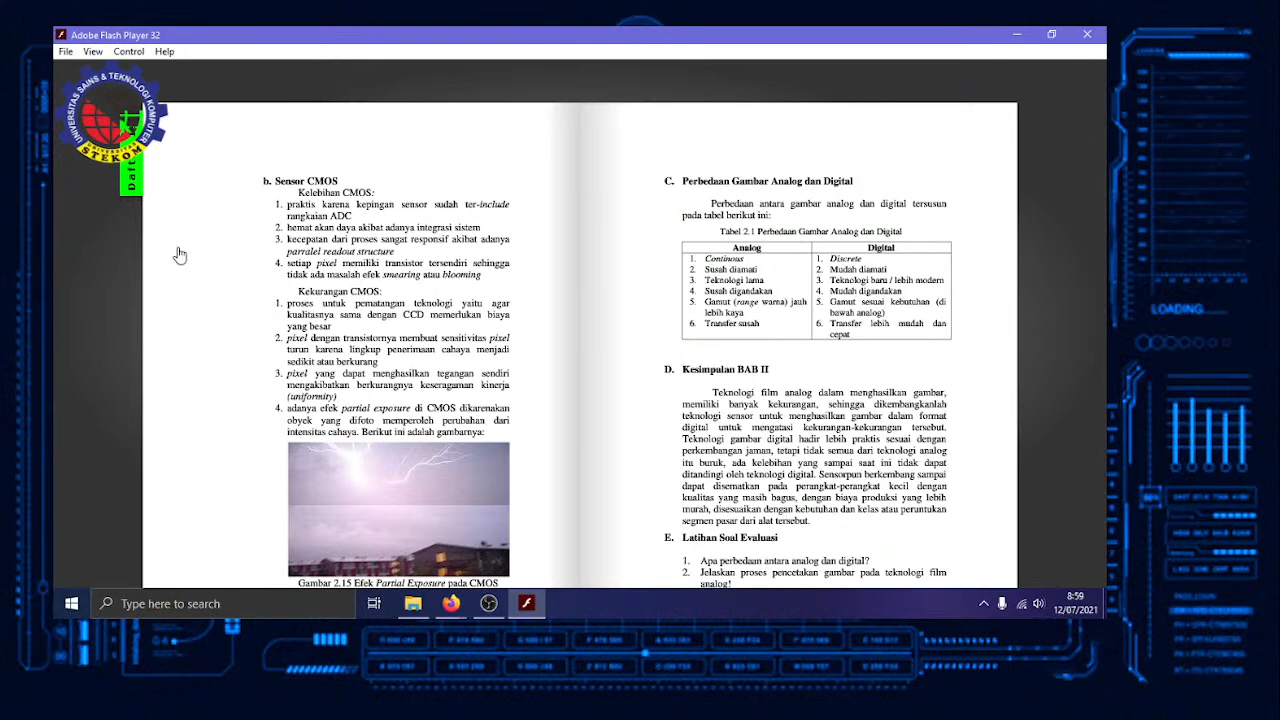 Adobe Flash Player 32
File View Control Help
UNIVERSITAS SAINS & TEKNOLOGI KOMPUTER
STEKOM
b. Sensor CMOS
Kelebihan CMOS:
1. praktis karena kepingan sensor sudah ter-include
rangkaian ADC
2. hemat akan daya akibat adanya integrasi sistem
3. kecepatan dari proses sangat responsif akibat adanya
parralel readout structure
4. setiap pixel memiliki transistor tersendiri sehingga
tidak ada masalah efek smearing atau blooming
Kekurangan CMOS:
1. proses untuk pematangan teknologi yaitu agar
kualitasnya sama dengan CCD memerlukan biaya
yang besar
2. pixel dengan transistornya membuat sensitivitas pixel
turun karena lingkup penerimaan cahaya menjadi
sedikit atau berkurang
3. pixel yang dapat menghasilkan tegangan sendiri
mengakibatkan berkurangnya keseragaman kinerja
(uniformity)
4. adanya efek partial exposure di CMOS dikarenakan
obyek yang difoto memperoleh perubahan dari
intensitas cahaya. Berikut ini adalah gambarnya:
Gambar 2.15 Efek Partial Exposure pada CMOS
C. Perbedaan Gambar Analog dan Digital
Perbedaan antara gambar analog dan digital tersusun
pada tabel berikut ini:
Tabel 2.1 Perbedaan Gambar Analog dan Digital
Analog Digital
1. Continous 1. Discrete
2. Susah diamati 2. Mudah diamati
3. Teknologi lama 3. Teknologi baru / lebih modern
4. Susah digandakan 4. Mudah digandakan
5. Gamut (range warna) jauh 5. Gamut sesuai kebutuhan (di
lebih kaya bawah analog)
6. Transfer susah 6. Transfer lebih mudah dan
cepat
D. Kesimpulan BAB II
Teknologi film analog dalam menghasilkan gambar,
memiliki banyak kekurangan, sehingga dikembangkanlah
teknologi sensor untuk menghasilkan gambar dalam format
digital untuk mengatasi kekurangan-kekurangan tersebut.
Teknologi gambar digital hadir lebih praktis sesuai dengan
perkembangan jaman, tetapi tidak semua dari teknologi analog
itu buruk, ada kelebihan yang sampai saat ini tidak dapat
ditandingi oleh teknologi digital. Sensorpun berkembang sampai
dapat disematkan pada perangkat-perangkat kecil dengan
kualitas yang masih bagus, dengan biaya produksi yang lebih
murah, disesuaikan dengan kebutuhan dan kelas atau peruntukan
segmen pasar dari alat tersebut.
E. Latihan Soal Evaluasi
1. Apa perbedaan antara analog dan digital?
2. Jelaskan proses pencetakan gambar pada teknologi film
analog!
LOADING
Type here to search
8:59
12/07/2021